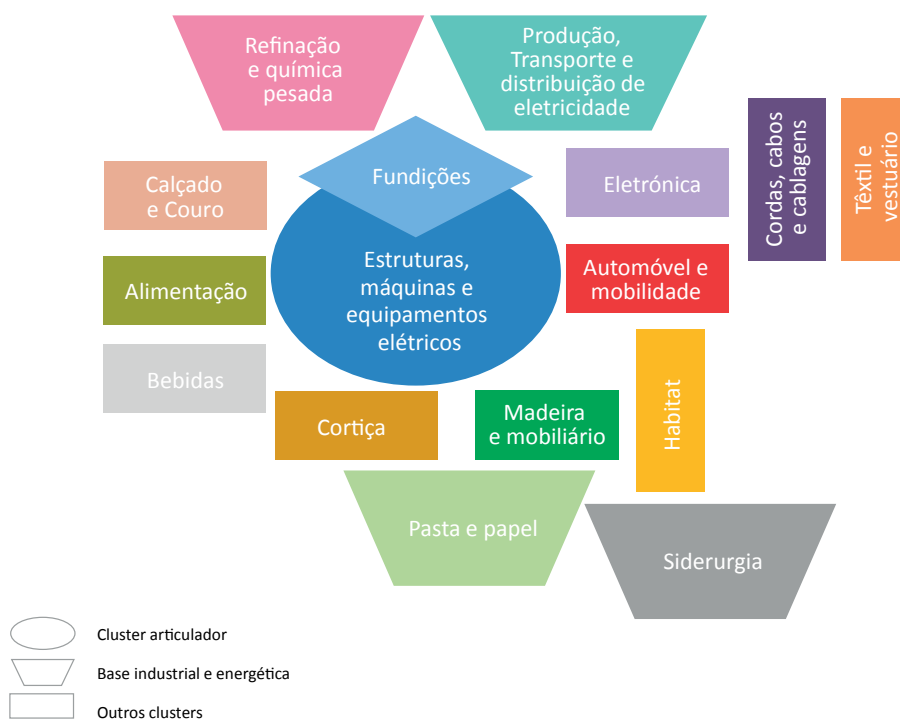 Refinação
e química
pesada
Produção,
Transporte e
distribuição de
eletricidade
Cordas, cabos
e cablagens
Têxtil e
vestuário
Calçado
e Couro
Fundições
Eletrónica
Alimentação
Estruturas,
máquinas e
equipamentos
elétricos
Automóvel e
mobilidade
Bebidas
Cortiça
Madeira
e mobiliário
Habitat
Pasta e papel
Siderurgia
Cluster articulador
Base industrial e energética
Outros clusters